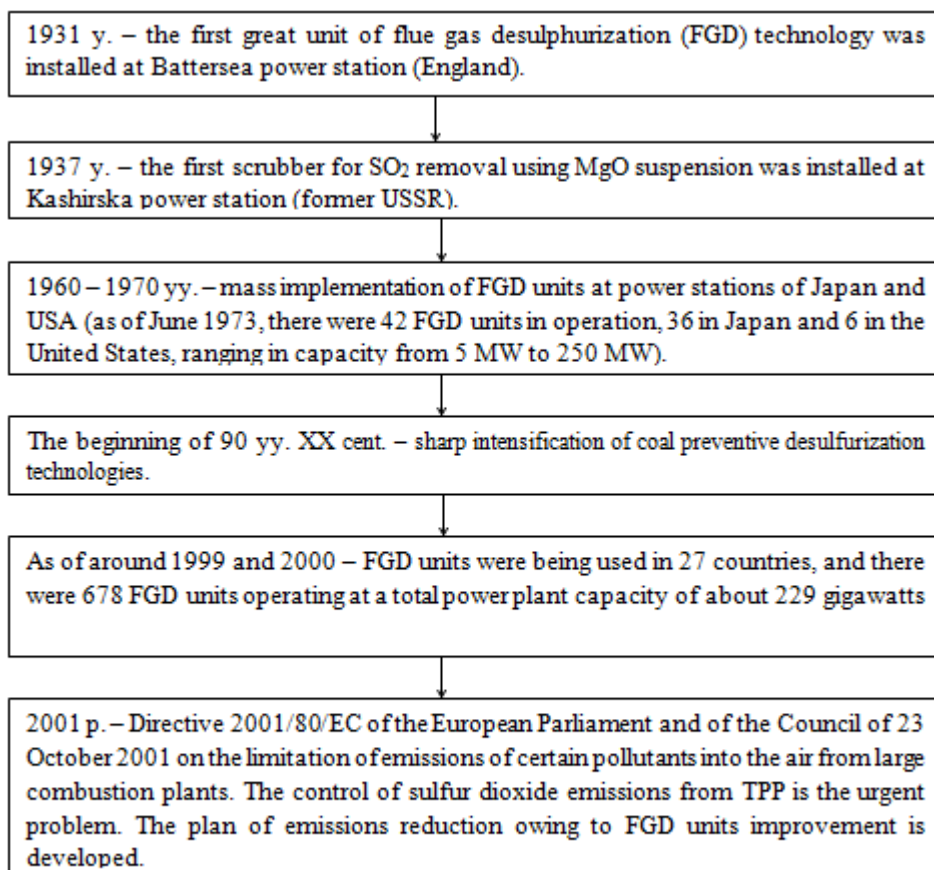 1931 y. – the first great unit of flue gas desulphurization (FGD) technology was
installed at Battersea power station (England).
1937 y. – the first scrubber for SO₂ removal using MgO suspension was installed at
Kashirska power station (former USSR).
1960 – 1970 yy. – mass implementation of FGD units at power stations of Japan and
USA (as of June 1973, there were 42 FGD units in operation, 36 in Japan and 6 in the
United States, ranging in capacity from 5 MW to 250 MW).
The beginning of 90 yy. XX cent. – sharp intensification of coal preventive desulfurization
technologies.
As of around 1999 and 2000 – FGD units were being used in 27 countries, and there
were 678 FGD units operating at a total power plant capacity of about 229 gigawatts
2001 p. – Directive 2001/80/EC of the European Parliament and of the Council of 23
October 2001 on the limitation of emissions of certain pollutants into the air from large
combustion plants. The control of sulfur dioxide emissions from TPP is the urgent
problem. The plan of emissions reduction owing to FGD units improvement is
developed.